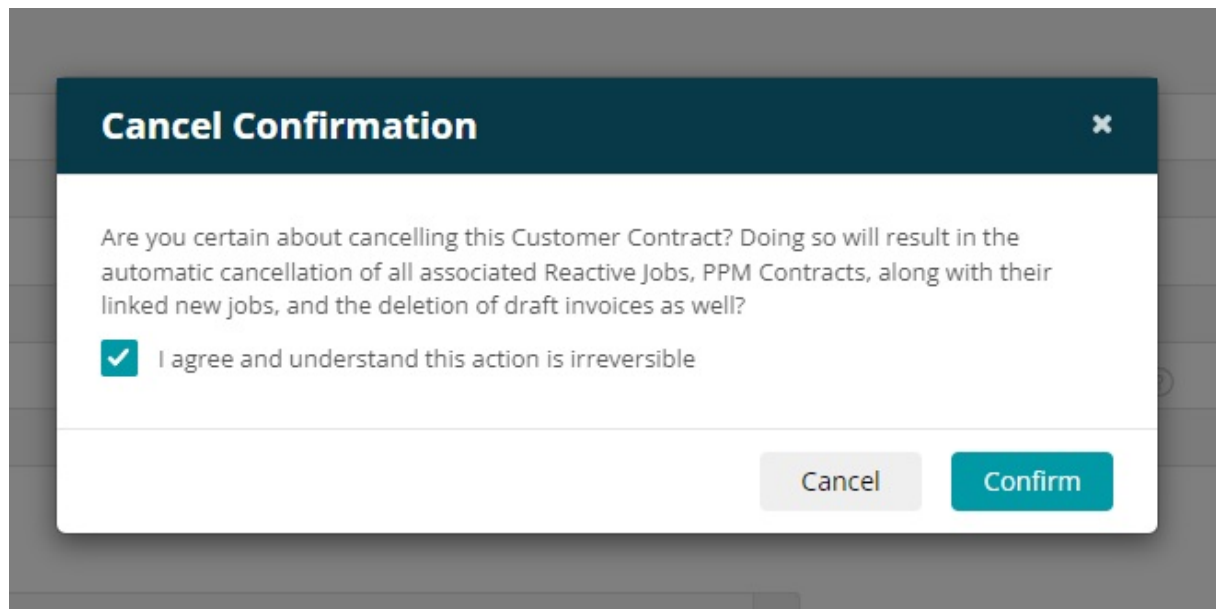 Cancel Confirmation
Are you certain about cancelling this Customer Contract? Doing so will result in the
automatic cancellation of all associated Reactive Jobs, PPM Contracts, along with their
linked new jobs, and the deletion of draft invoices as well?
I agree and understand this action is irreversible
Cancel
Confirm